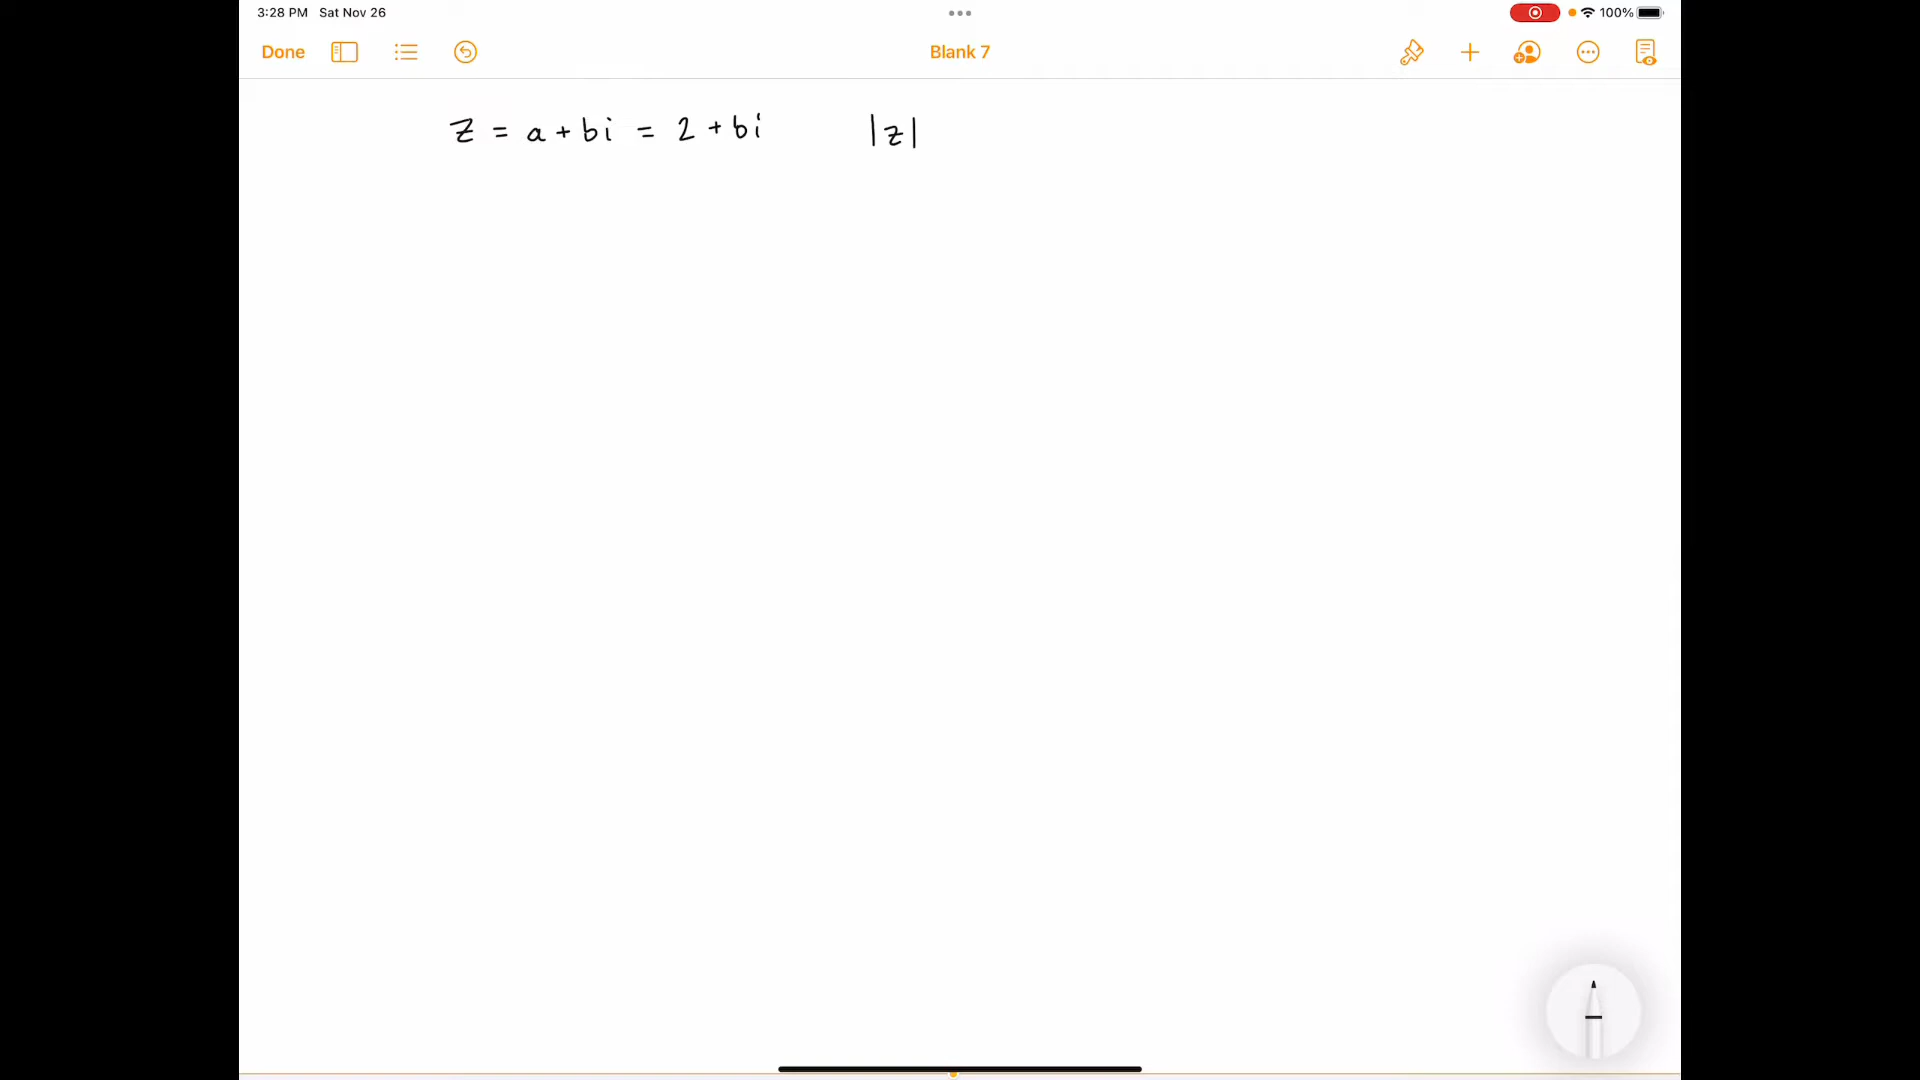 3:28 PM Sat Nov 26
100%
Done
Blank 7
z = a + bi = 2 + bi |z|